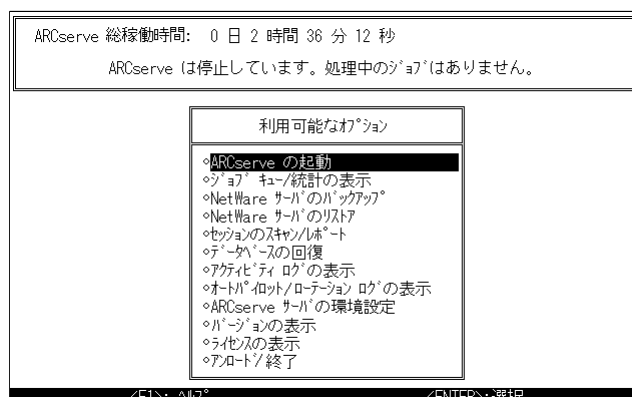 ARCserve 総稼働時間: 0 日 2 時間 36 分 12 秒
ARCserve は停止しています。処理中のｼﾞｮﾌﾞはありません。
利用可能なｵﾌﾟｼｮﾝ
◦ARCserve の起動
◦ｼﾞｮﾌﾞ ｷｭｰ/統計の表示
◦NetWare ｻｰﾊﾞのﾊﾞｯｸｱｯﾌﾟ
◦NetWare ｻｰﾊﾞのﾘｽﾄｱ
◦ｾｯｼｮﾝのｽｷｬﾝ/ﾚﾎﾟｰﾄ
◦ﾃﾞｰﾀﾍﾞｰｽの回復
◦ｱｸﾃｨﾋﾞﾃｨ ﾛｸﾞの表示
◦ｵｰﾄﾊﾟｲﾛｯﾄ/ﾛｰﾃｰｼｮﾝ ﾛｸﾞの表示
◦ARCserve ｻｰﾊﾞの環境設定
◦ﾊﾞｰｼﾞｮﾝの表示
◦ﾗｲｾﾝｽの表示
◦ｱﾝﾛｰﾄﾞ/終了
<F1>: ﾍﾙﾌﾟ <ENTER>:選択